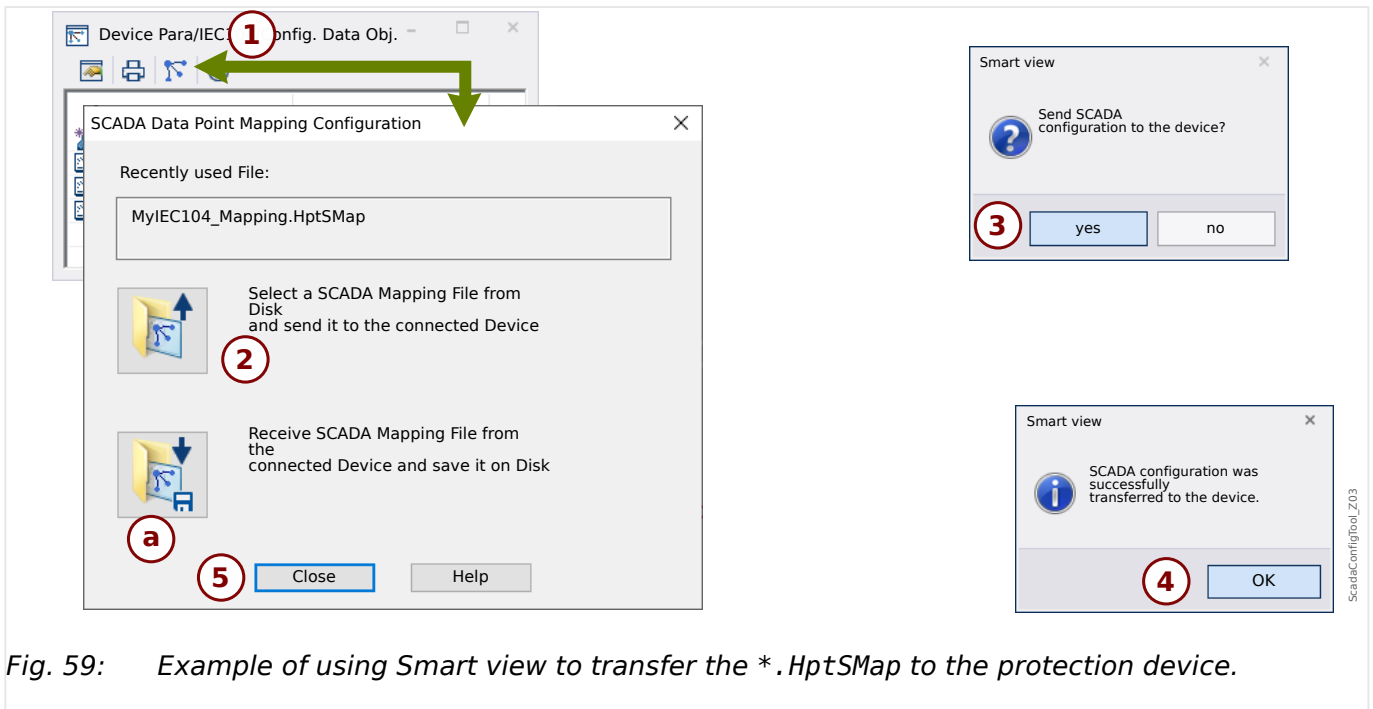 Device Para/IEC1 onfig. Data Obj.
1
SCADA Data Point Mapping Configuration
Recently used File:
MyIEC104_Mapping.HptSMap
Select a SCADA Mapping File from
Disk
and send it to the connected Device
2
Receive SCADA Mapping File from
the
connected Device and save it on Disk
a
5
Close
Help
Smart view
Send SCADA
configuration to the device?
3
yes
no
Smart view
SCADA configuration was
successfully
transferred to the device.
4
OK
ScadaConfigTool_Z03
Fig. 59: Example of using Smart view to transfer the *.HptSMap to the protection device.